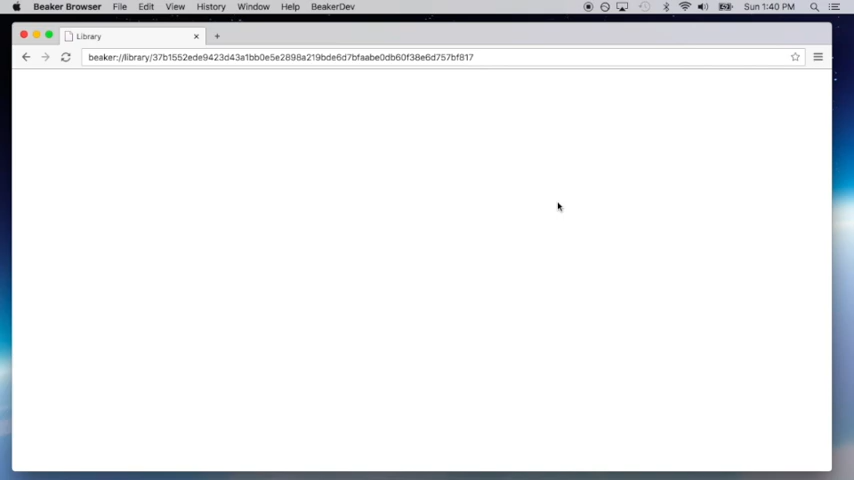 Beaker Browser File Edit View History Window Help BeakerDev Sun 1:40 PM
Library
beaker://library/37b1552ede9423d43a1bb0e5e2898a219bde6d7bfaabe0db60f38e6d757bf817